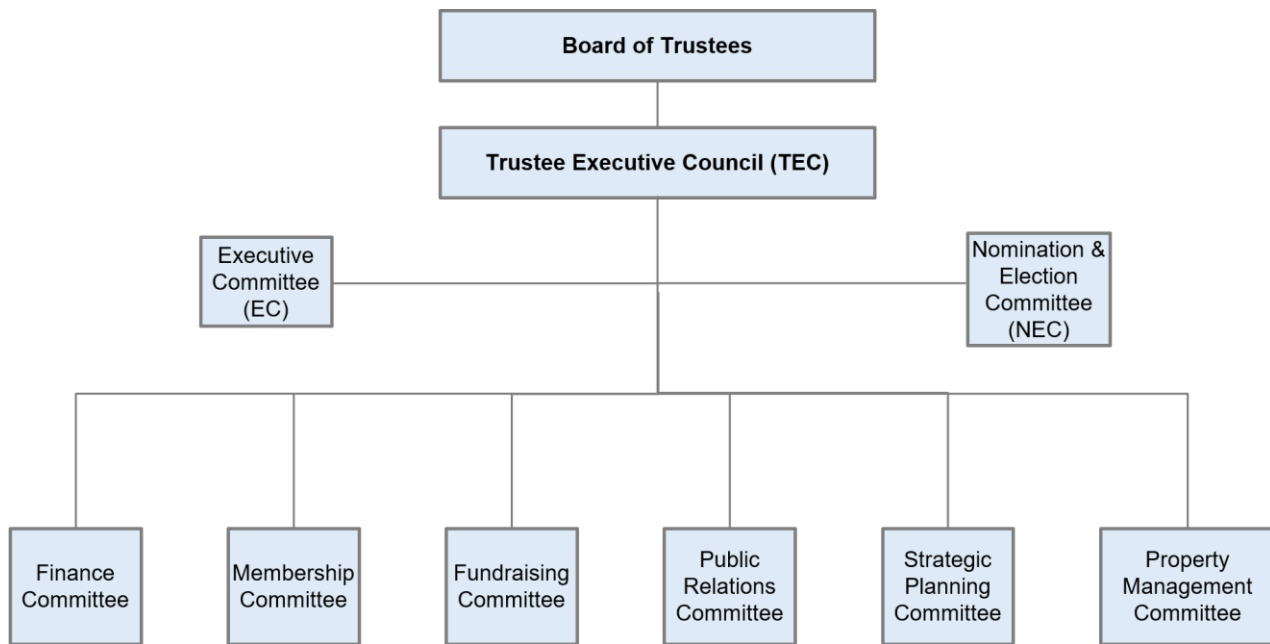 Board of Trustees
Trustee Executive Council (TEC)
Executive
Committee
(EC)
Nomination &
Election
Committee
(NEC)
Finance
Committee
Membership
Committee
Fundraising
Committee
Public
Relations
Committee
Strategic
Planning
Committee
Property
Management
Committee